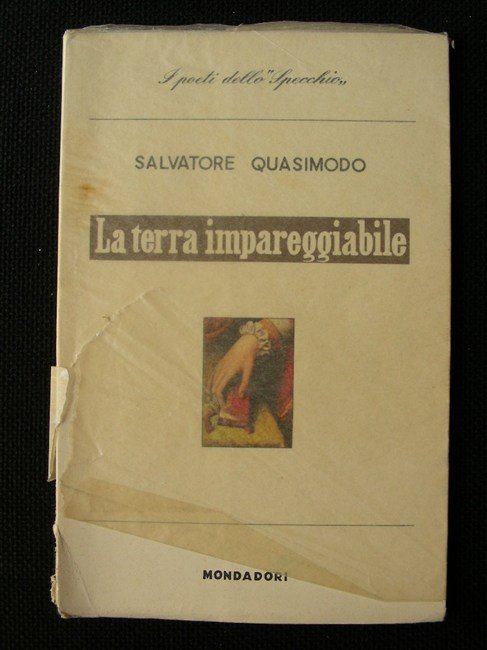 I poeti dello "Specchio„
SALVATORE QUASIMODO
La terra impareggiabile
MONDADORI